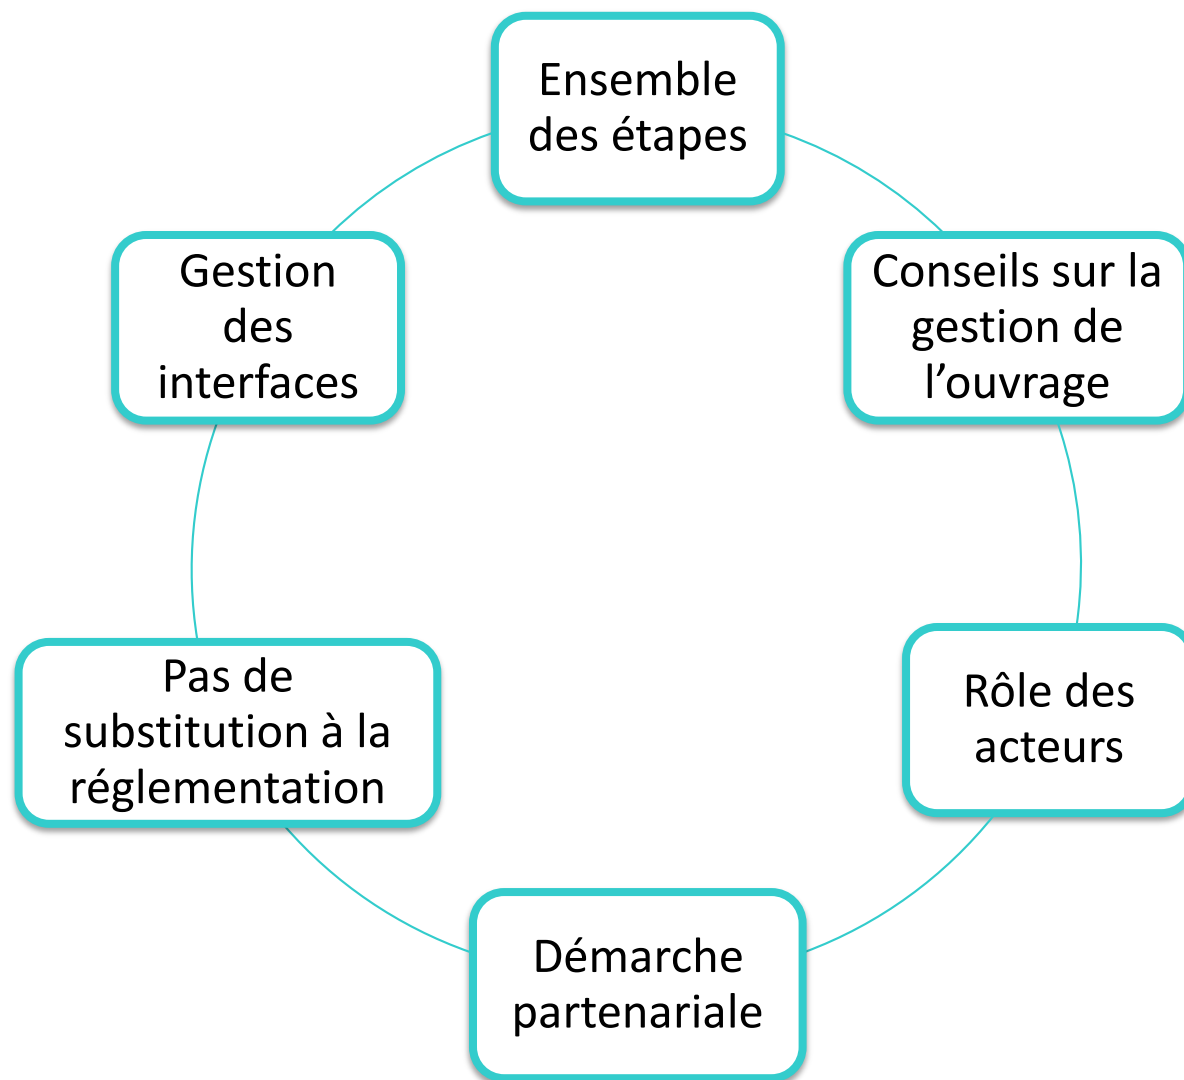 Ensemble
des étapes
Conseils sur la
gestion de
l’ouvrage
Rôle des
acteurs
Démarche
partenariale
Pas de
substitution à la
réglementation
Gestion
des
interfaces